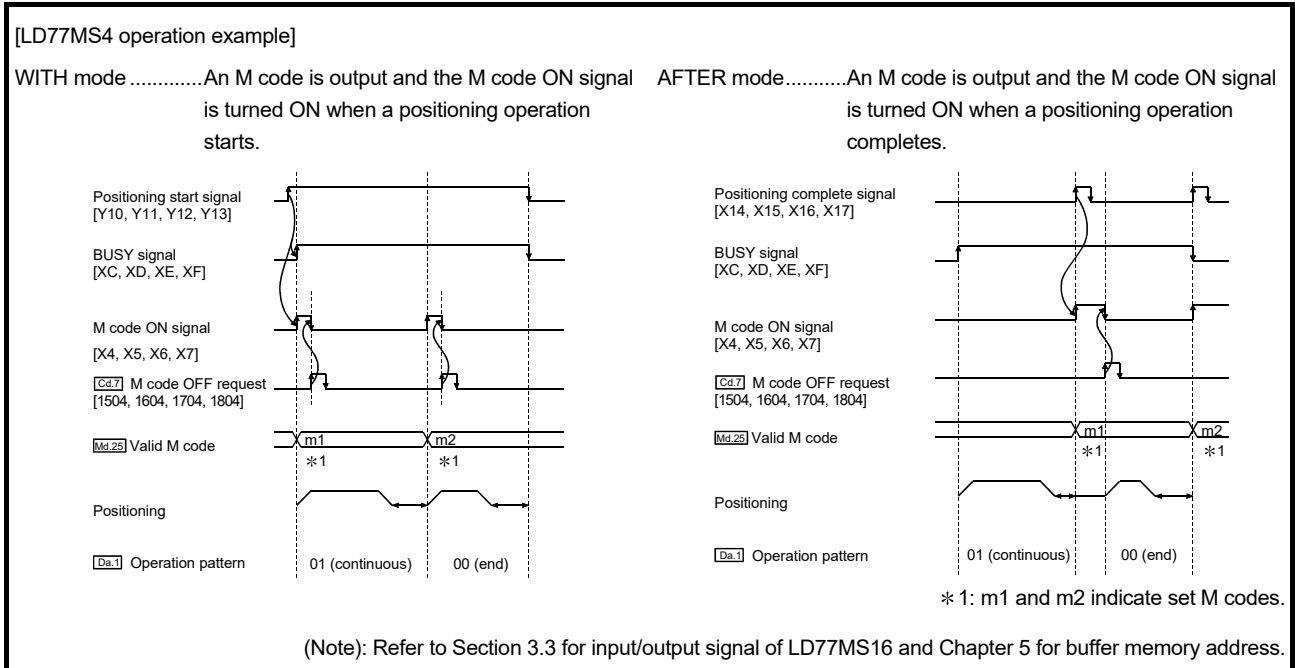 [LD77MS4 operation example]
WITH mode .............An M code is output and the M code ON signal
is turned ON when a positioning operation
starts.
Positioning start signal
[Y10, Y11, Y12, Y13]
BUSY signal
[XC, XD, XE, XF]
M code ON signal
[X4, X5, X6, X7]
Cd.7 M code OFF request
[1504, 1604, 1704, 1804]
Md.25 Valid M code
m1
m2
*1
*1
Positioning
Da.1 Operation pattern
01 (continuous)
00 (end)
AFTER mode...........An M code is output and the M code ON signal
is turned ON when a positioning operation
completes.
Positioning complete signal
[X14, X15, X16, X17]
BUSY signal
[XC, XD, XE, XF]
M code ON signal
[X4, X5, X6, X7]
Cd.7 M code OFF request
[1504, 1604, 1704, 1804]
Md.25 Valid M code
m1
m2
*1
*1
Positioning
Da.1 Operation pattern
01 (continuous)
00 (end)
*1: m1 and m2 indicate set M codes.
(Note): Refer to Section 3.3 for input/output signal of LD77MS16 and Chapter 5 for buffer memory address.